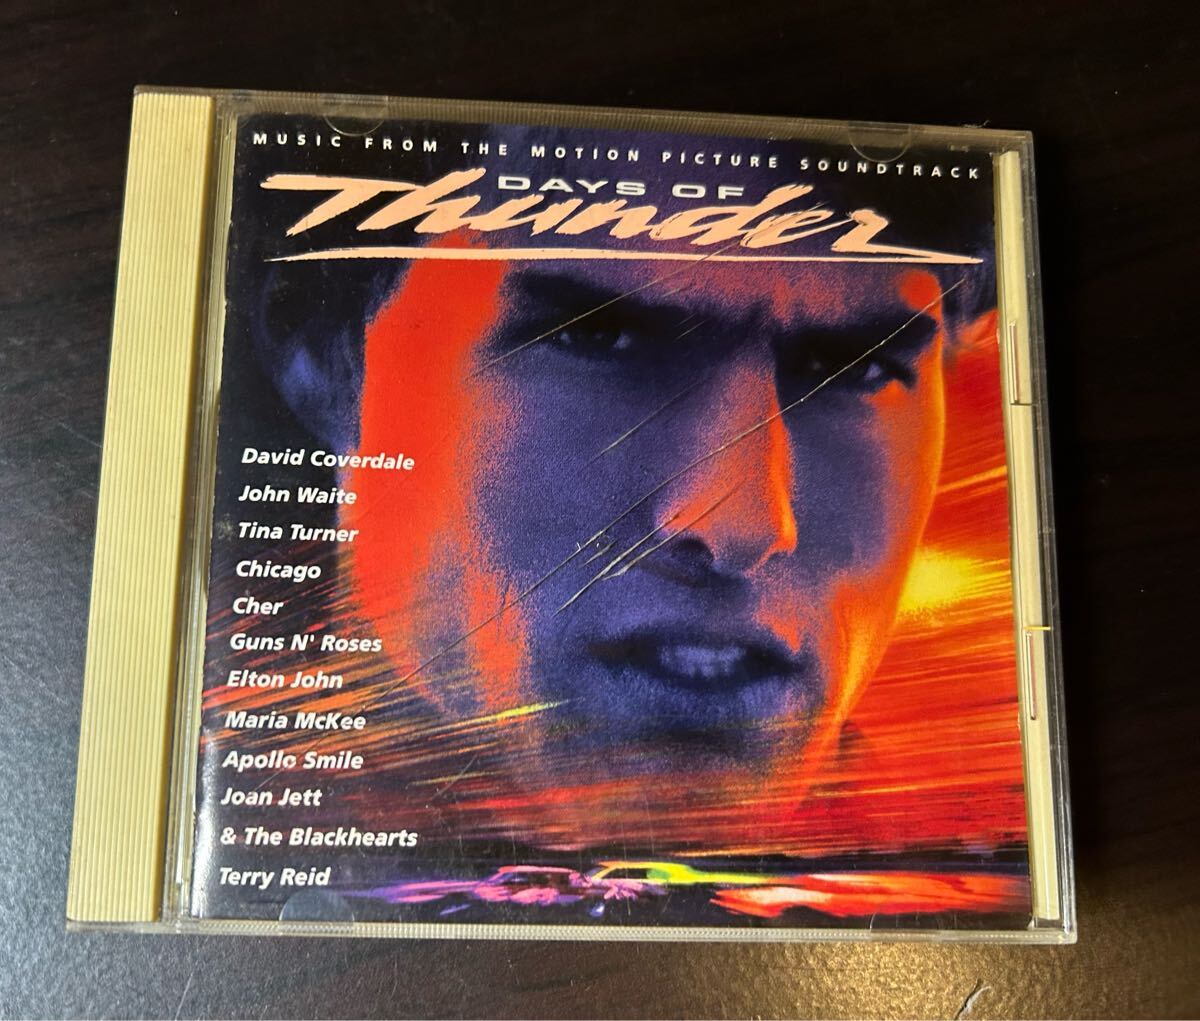 MUSIC FROM THE MOTION PICTURE SOUNDTRACK
DAYS OF
Thunder
David Coverdale
John Waite
Tina Turner
Chicago
Cher
Guns N' Roses
Elton John
Maria McKee
Apollo Smile
Joan Jett
& The Blackhearts
Terry Reid